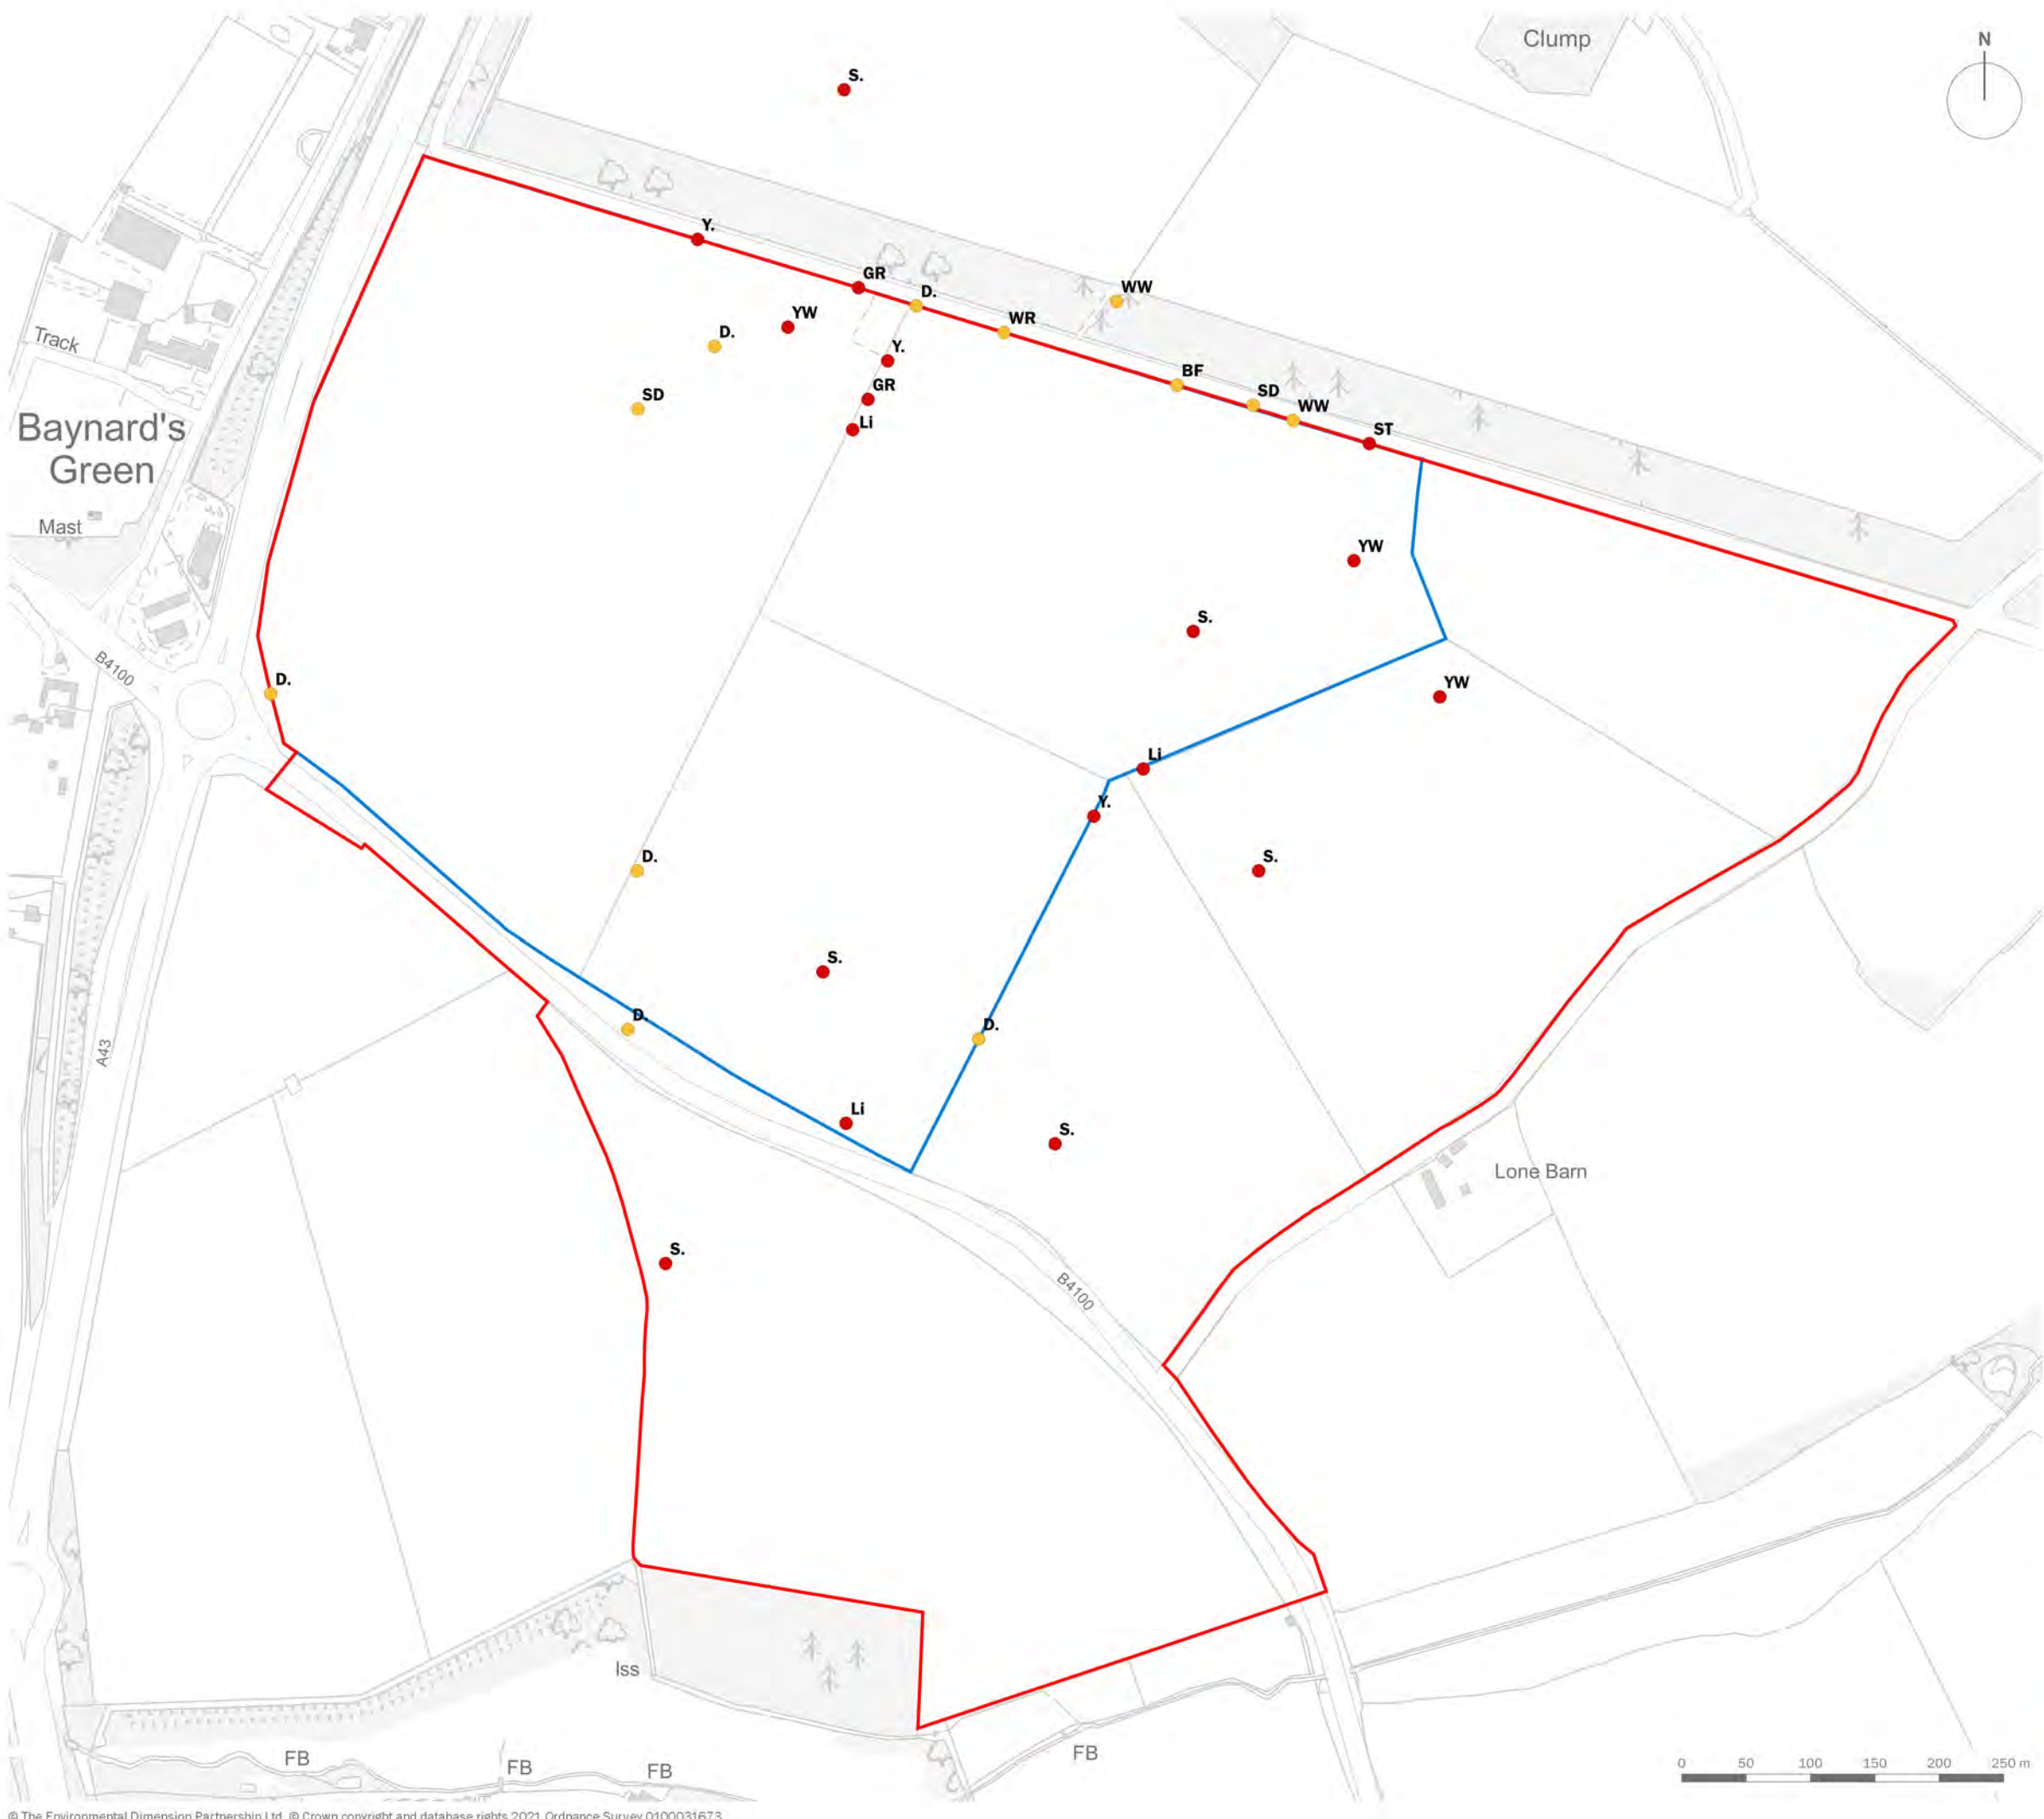 Clump
N
S.
Y.
GR
D.
WW
YW
WR
D.
Y.
Track
BF
GR
SD
SD
WW
Li
ST
Baynard's
Green
Mast
YW
S.
B4100
D.
YW
Li
Y.
D.
S.
S.
D.
D.
A43
Li
S.
Lone Barn
S.
B4100
Iss
FB
FB
FB
FB
0 50 100 150 200 250 m
© The Environmental Dimension Partnership Ltd. © Crown copyright and database rights 2021 Ordnance Survey 0100031673